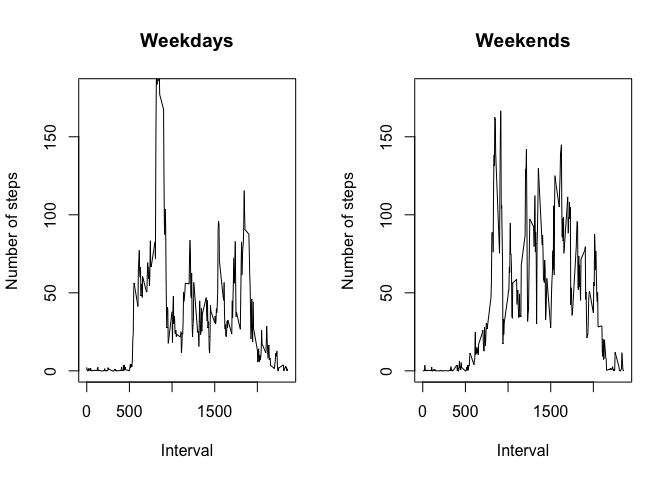 Weekdays
Number of steps
0 50 100 150
0 500 1500
Interval
Weekends
Number of steps
0 50 100 150
0 500 1500
Interval